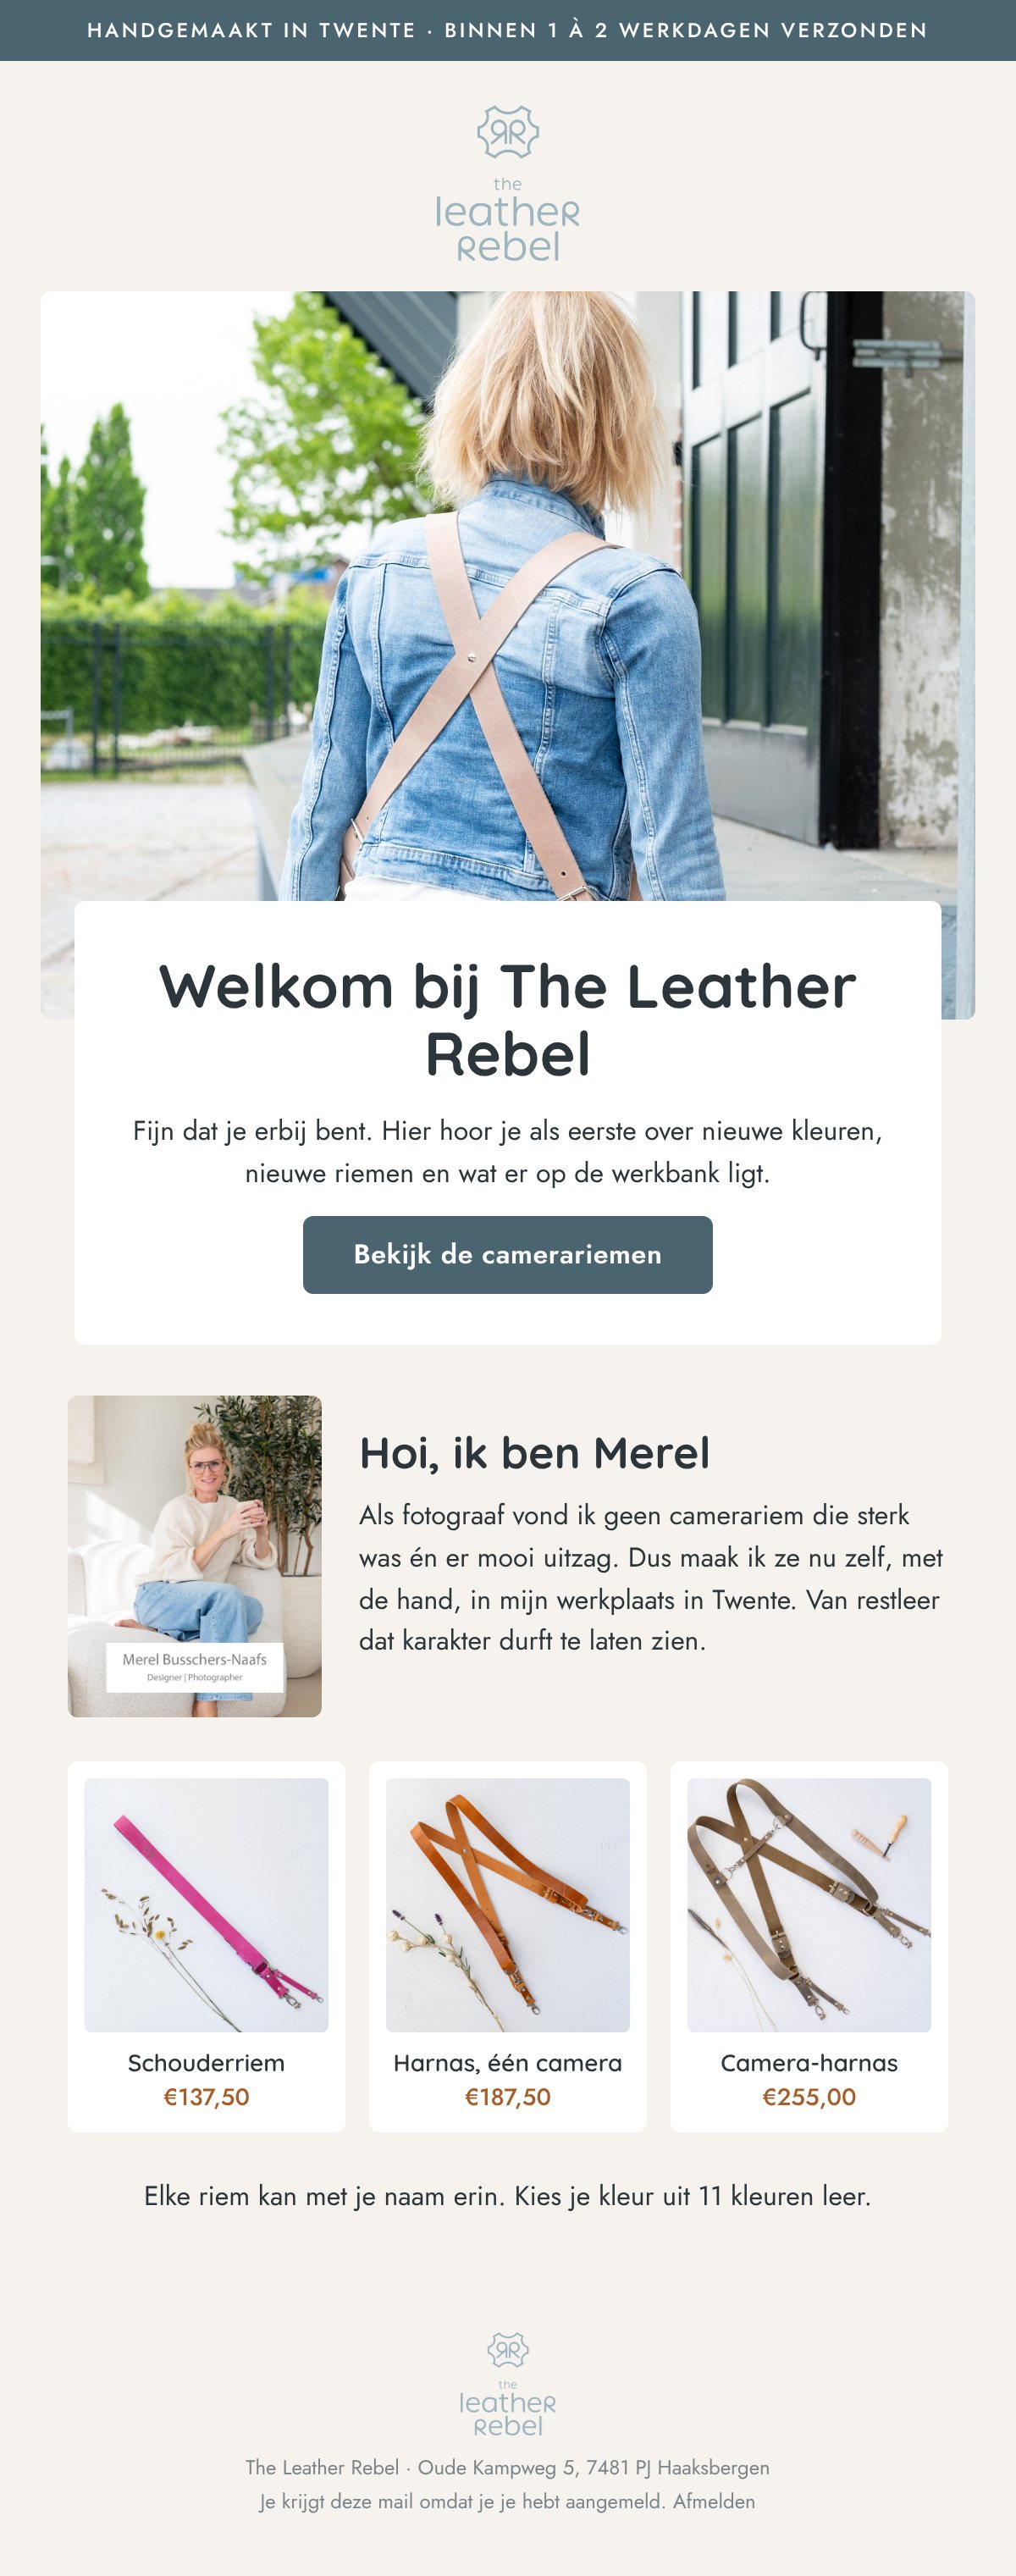 HANDGEMAAKT IN TWENTE · BINNEN 1 À 2 WERKDAGEN VERZONDEN
the
leather
rebel
Welkom bij The Leather
Rebel
Fijn dat je erbij bent. Hier hoor je als eerste over nieuwe kleuren,
nieuwe riemen en wat er op de werkbank ligt.
Bekijk de camerariemen
Hoi, ik ben Merel
Als fotograaf vond ik geen camerariem die sterk
was én er mooi uitzag. Dus maak ik ze nu zelf, met
de hand, in mijn werkplaats in Twente. Van restleer
dat karakter durft te laten zien.
Merel Busschers-Naafs
Designer | Photographer
Schouderriem
€137,50
Harnas, één camera
€187,50
Camera-harnas
€255,00
Elke riem kan met je naam erin. Kies je kleur uit 11 kleuren leer.
the
leather
rebel
The Leather Rebel · Oude Kampweg 5, 7481 PJ Haaksbergen
Je krijgt deze mail omdat je je hebt aangemeld. Afmelden